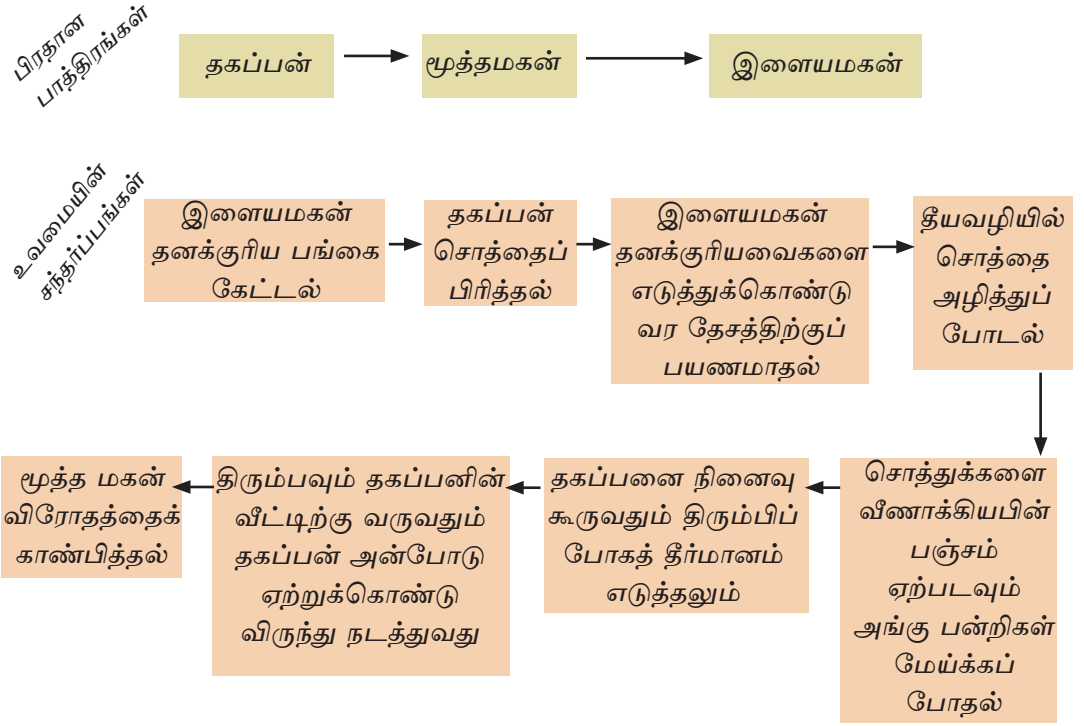 பிரதான
பாத்திரங்கள்
தகப்பன்
மூத்தமகன்
இளையமகன்
உவமையின்
சந்தர்ப்பங்கள்
இளையமகன்
தனக்குரிய பங்கை
கேட்டல்
தகப்பன்
சொத்தைப்
பிரித்தல்
இளையமகன்
தனக்குரியவைகளை
எடுத்துக்கொண்டு
வர தேசத்திற்குப்
பயணமாதல்
தீயவழியில்
சொத்தை
அழித்துப்
போடல்
சொத்துக்களை
வீணாக்கியபின்
பஞ்சம்
ஏற்படவும்
அங்கு பன்றிகள்
மேய்க்கப்
போதல்
தகப்பனை நினைவு
கூருவதும் திரும்பிப்
போகத் தீர்மானம்
எடுத்தலும்
திரும்பவும் தகப்பனின்
வீட்டிற்கு வருவதும்
தகப்பன் அன்போடு
ஏற்றுக்கொண்டு
விருந்து நடத்துவது
மூத்த மகன்
விரோதத்தைக்
காண்பித்தல்